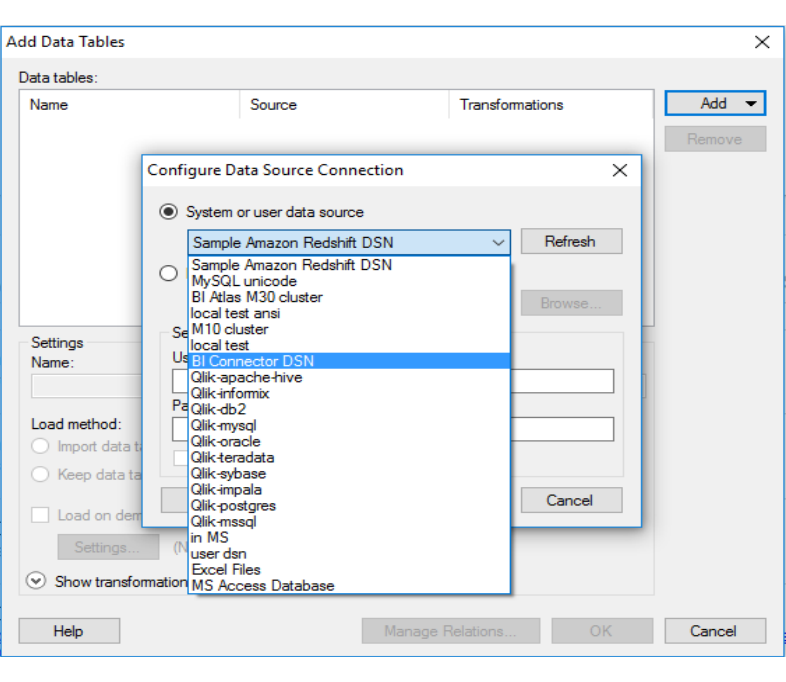 Add Data Tables
Data tables:
Name Source Transformations
Add
Remove
Configure Data Source Connection
System or user data source
Sample Amazon Redshift DSN
Refresh
Sample Amazon Redshift DSN
MySQL unicode
BI Atlas M30 cluster
local test ansi
M10 cluster
local test
BI Connector DSN
Qlik-apache-hive
Qlik-informix
Qlik-db2
Qlik-mysql
Qlik-oracle
Qlik-teradata
Qlik-sybase
Qlik-impala
Qlik-postgres
Qlik-mssql
in MS
user dsn
Excel Files
MS Access Database
Browse...
Se
Us
Pa
Cancel
Settings
Name:
Load method:
Import data ta
Keep data ta
Load on dem
Settings... (N
Show transformation
Help
Manage Relations...
OK
Cancel